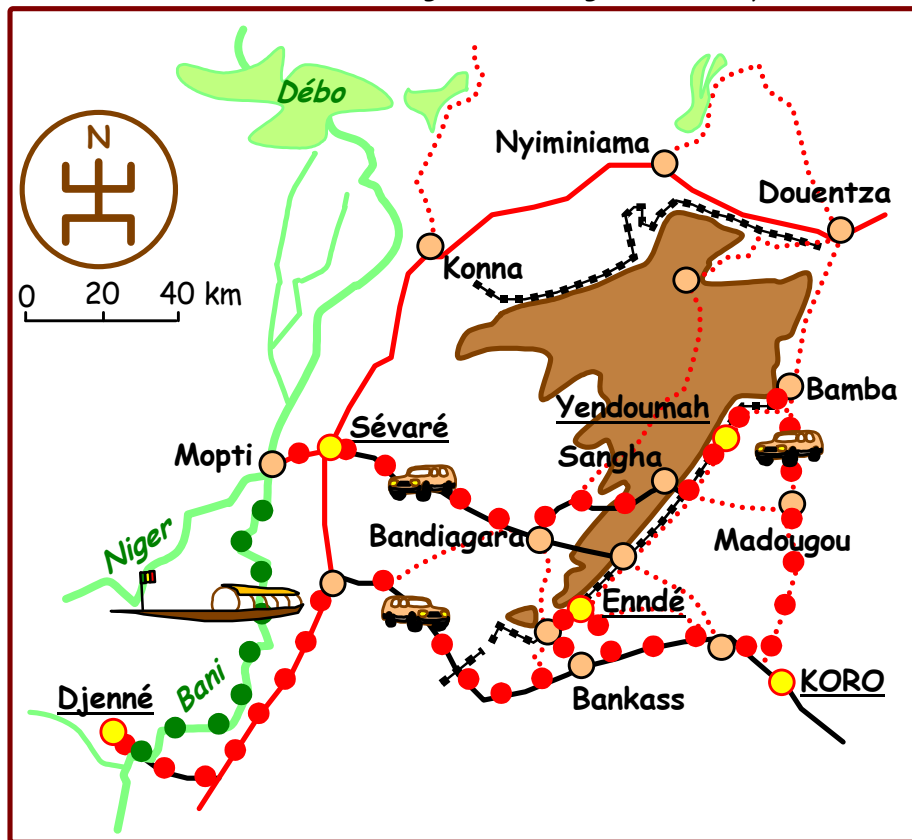 Débo
N
Nyiminiama
Douentza
Konna
0 20 40 km
Bamba
Yendoumah
Sévaré
Mopti
Sangha
Niger
Bandiagara
Madougou
Enndé
Bani
Djenné
Bankass
KORO